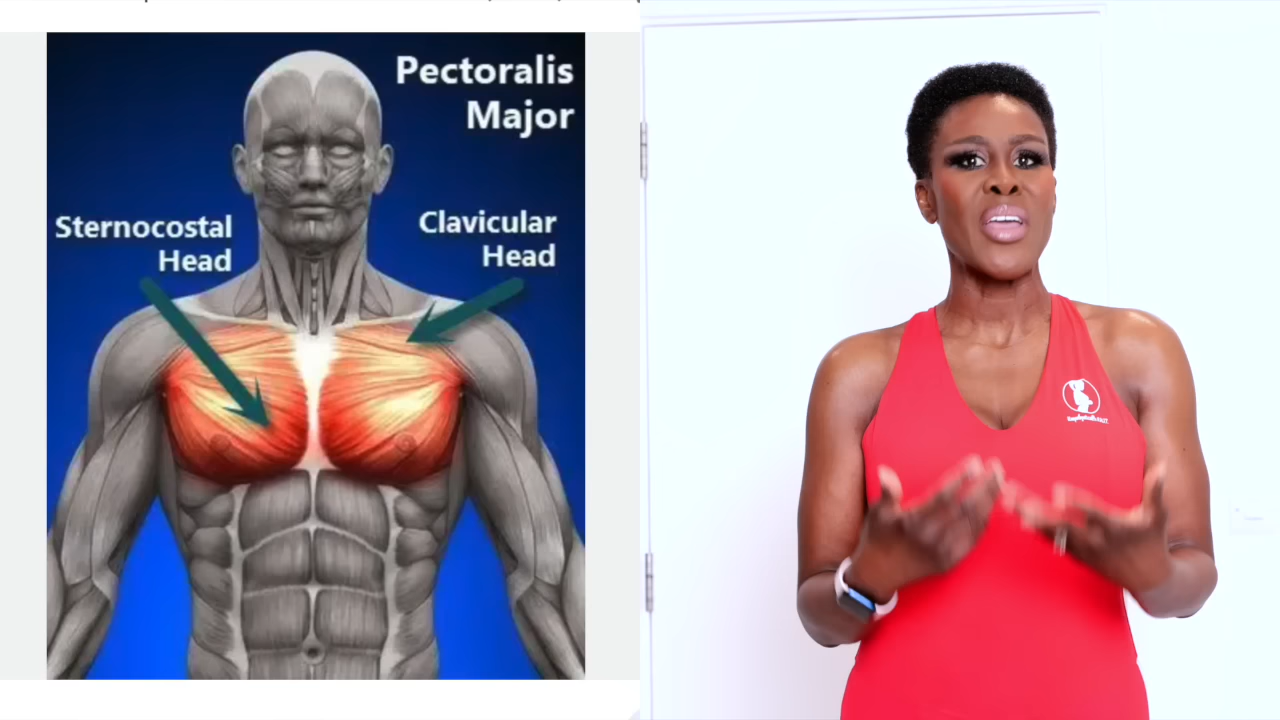 Pectoralis
Major
Sternocostal
Head
Clavicular
Head